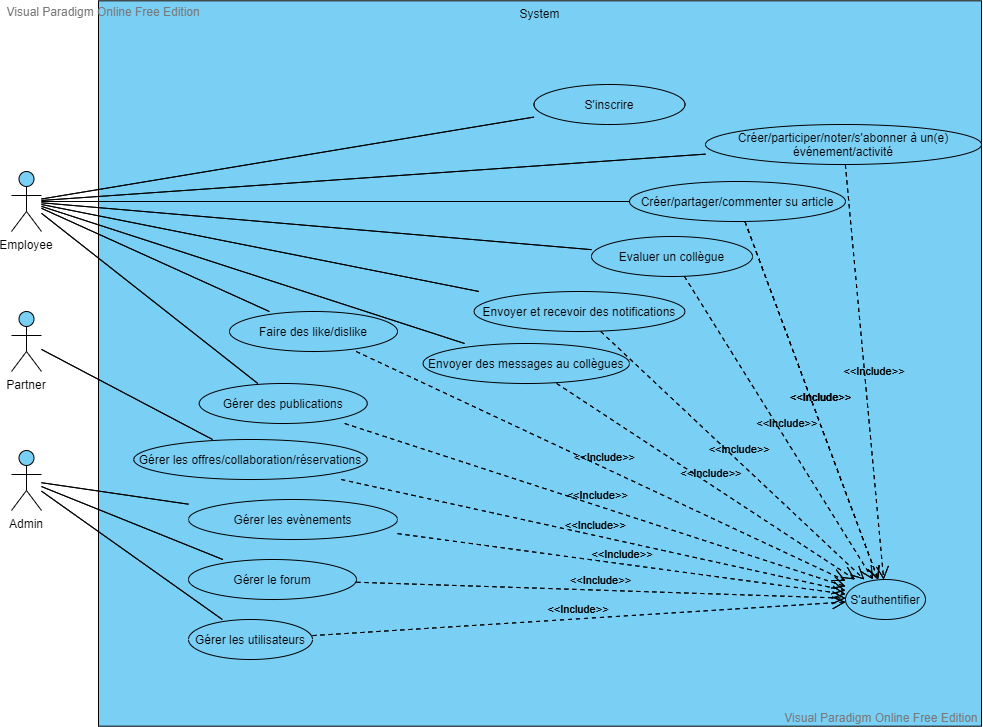 Visual Paradigm Online Free Edition
System
S'inscrire
Créer/participer/noter/s'abonner à un(e)
événement/activité
Créer/partager/commenter su article
Employee
Evaluer un collègue
Envoyer et recevoir des notifications
Faire des like/dislike
Envoyer des messages au collègues
<<Include>>
Partner
<<Include>>
Gérer des publications
<<Include>>
<<Include>>
Gérer les offres/collaboration/réservations
<<Include>>
<<Include>>
<<Include>>
Admin
Gérer les evènements
<<Include>>
<<Include>>
Gérer le forum
<<Include>>
S'authentifier
<<Include>>
Gérer les utilisateurs
Visual Paradigm Online Free Edition